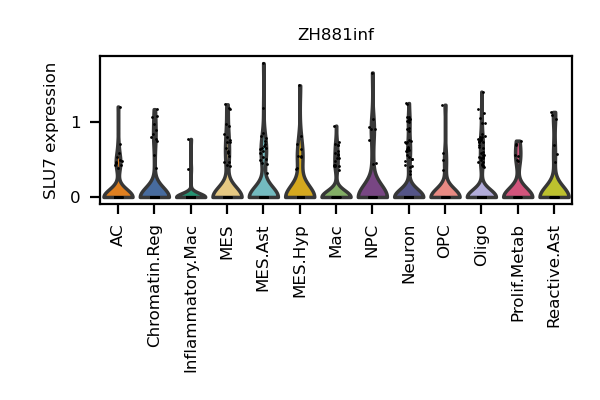 ZH881inf
SLU7 expression
1
0
AC
Chromatin.Reg
Inflammatory.Mac
MES
MES.Ast
MES.Hyp
Mac
NPC
Neuron
OPC
Oligo
Prolif.Metab
Reactive.Ast